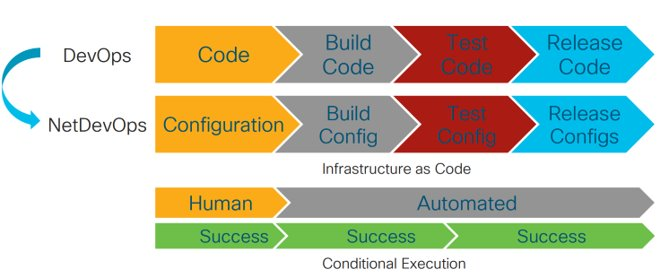 DevOps
Code
Build
Code
Test
Code
Release
Code
NetDevOps
Configuration
Build
Config
Test
Config
Release
Configs
Infrastructure as Code
Human
Automated
Success
Success
Success
Conditional Execution